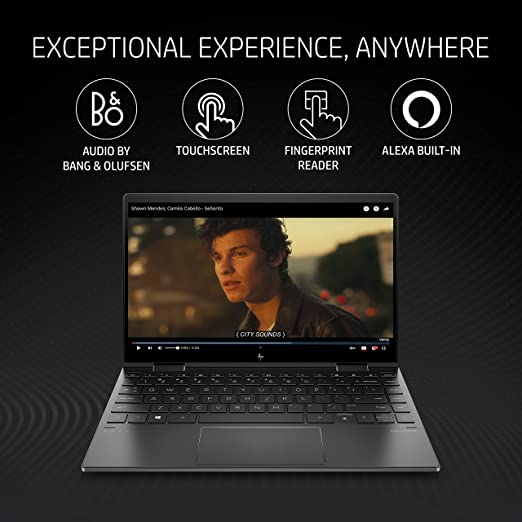 EXCEPTIONAL EXPERIENCE, ANYWHERE
B&O
AUDIO BY
BANG & OLUFSEN
TOUCHSCREEN
FINGERPRINT
READER
ALEXA BUILT-IN
Shawn Mendes, Camila Cabello - Señorita
( CITY SOUNDS )
vevo
hp
Q W E R T Y U I O P
A S D F G H J K L
Z X C V B N M